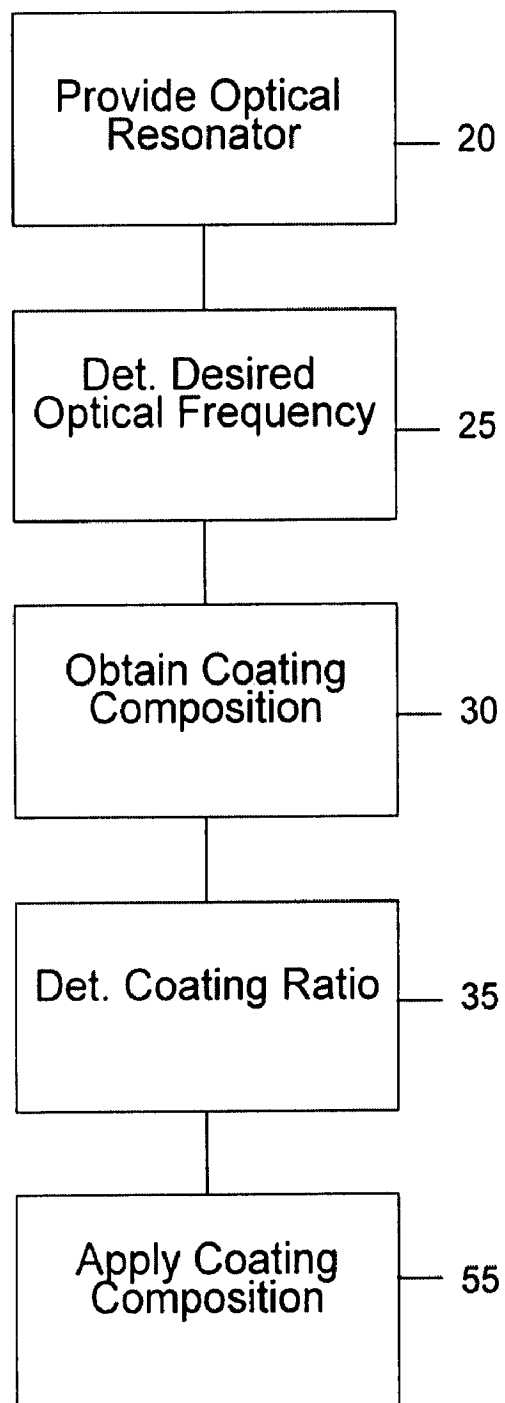 Provide Optical
Resonator
20
Det. Desired
Optical Frequency
25
Obtain Coating
Composition
30
Det. Coating Ratio
35
Apply Coating
Composition
55